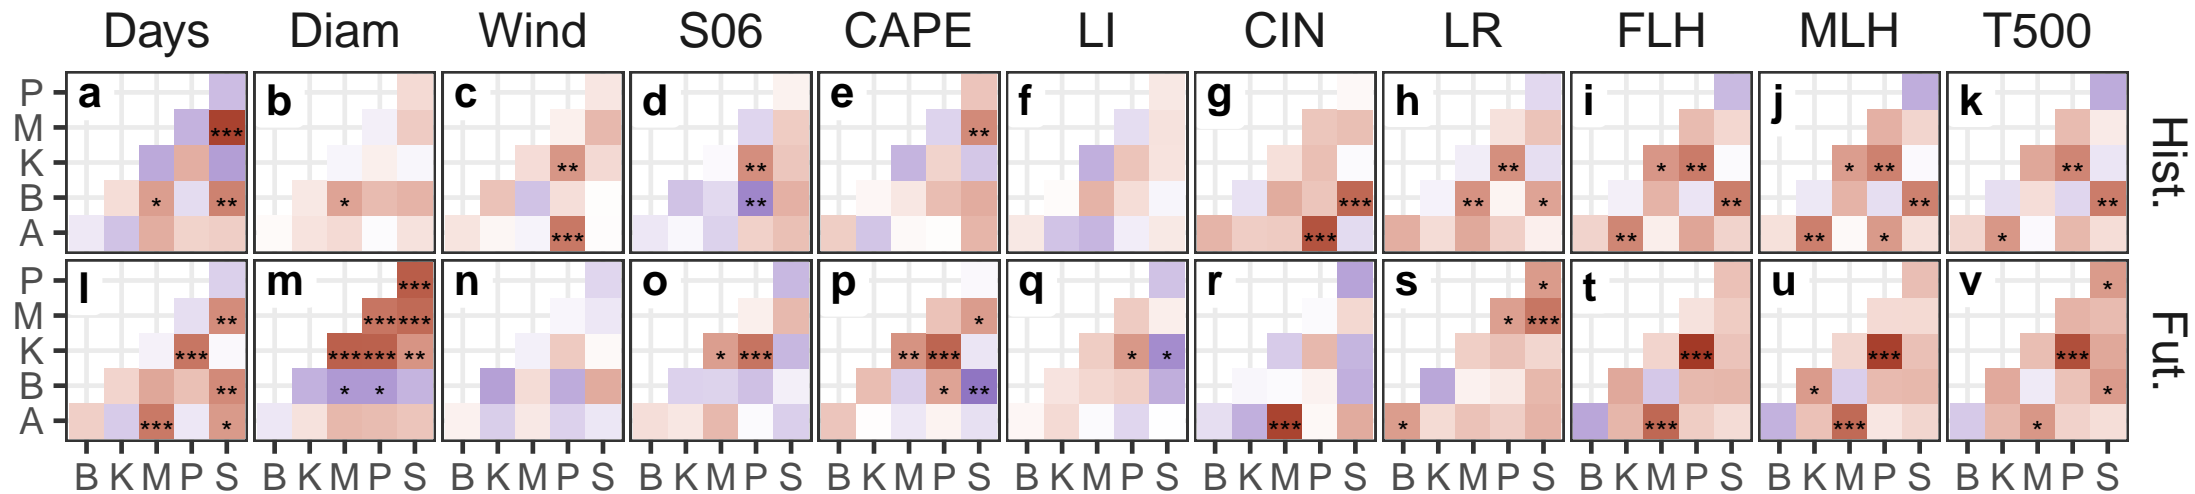 Days Diam Wind S06 CAPE LI CIN LR FLH MLH T500
P a b c d e f g h i j k
M *** **
K ** ** ** * ** * ** **
B * ** * ** *** ** * ** ** **
A *** *** ** ** * *
Hist.
P l m n o p q r s t u v
*** * *
M ** *** *** * * ***
K *** *** *** ** * *** ** *** * * *** *** ***
B ** * * * ** * *
A *** * *** * *** *** *
Fut.
B K M P S B K M P S B K M P S B K M P S B K M P S B K M P S B K M P S B K M P S B K M P S B K M P S B K M P S